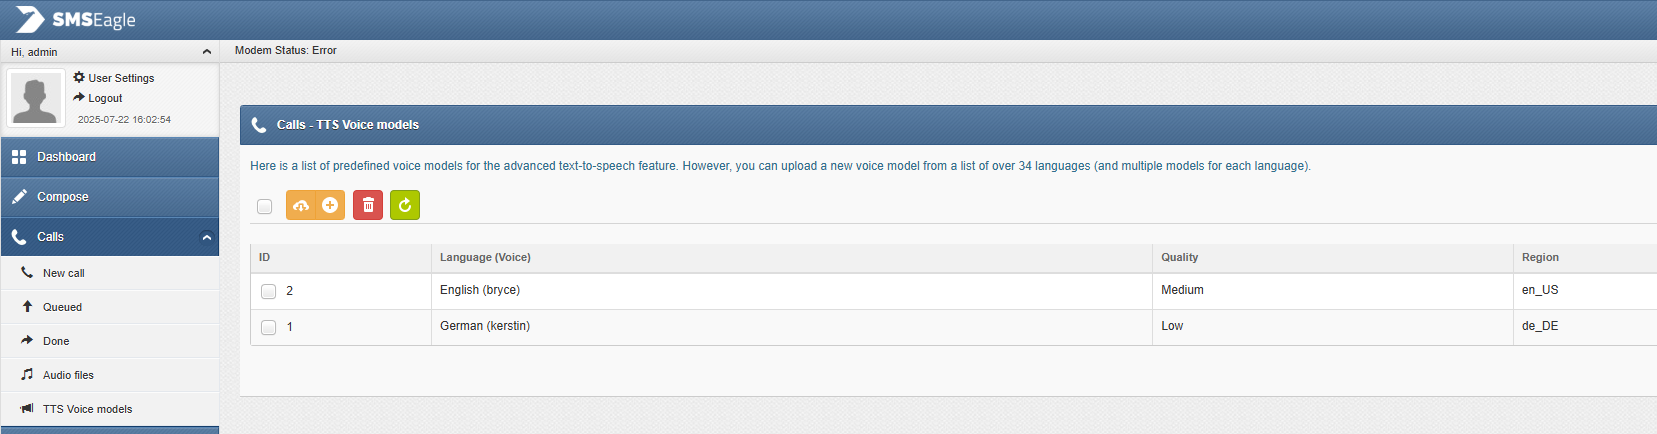 SMSEagle
Hi, admin
Modem Status: Error
User Settings
Logout
2025-07-22 16:02:54
Dashboard
Compose
Calls
New call
Queued
Done
Audio files
TTS Voice models
Calls - TTS Voice models
Here is a list of predefined voice models for the advanced text-to-speech feature. However, you can upload a new voice model from a list of over 34 languages (and multiple models for each language).
ID Language (Voice) Quality Region
2 English (bryce) Medium en_US
1 German (kerstin) Low de_DE